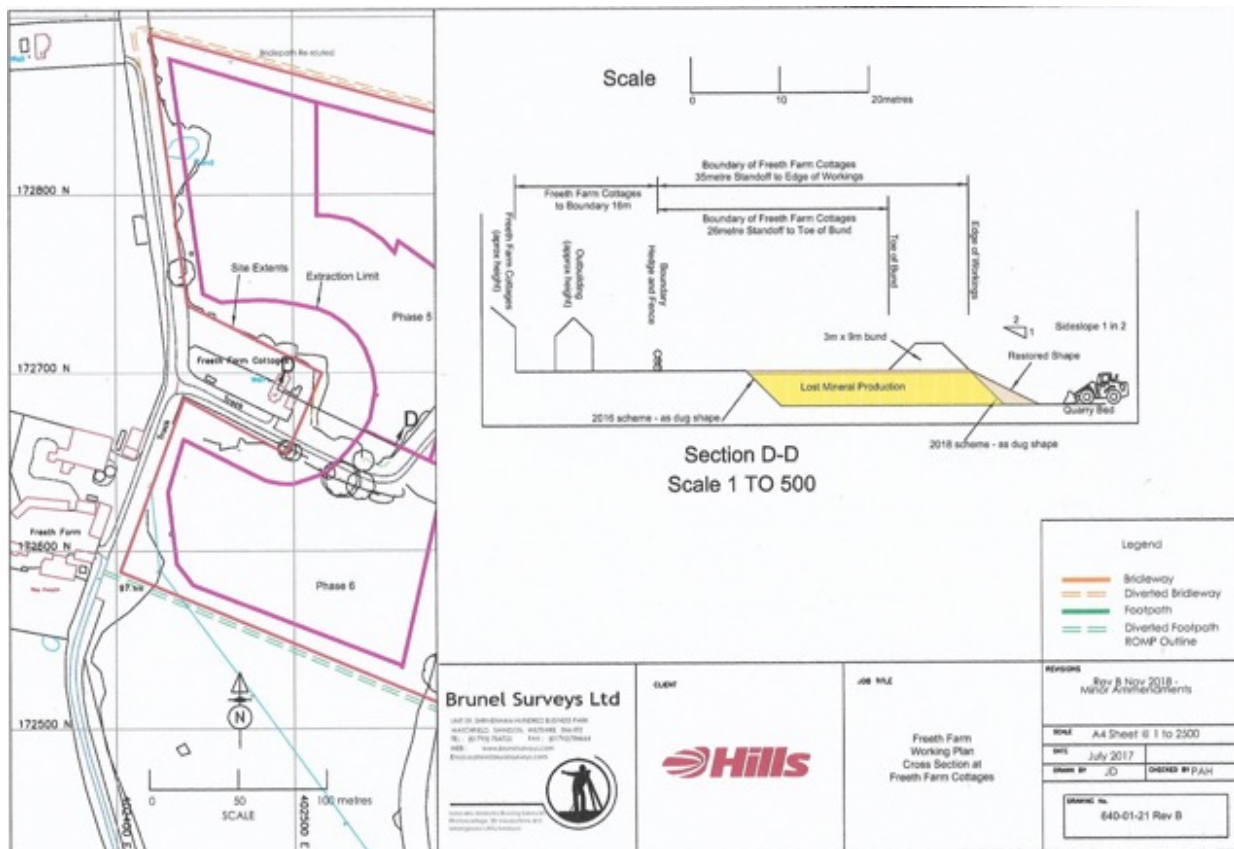 Bridlepath Re-routed
172800 N
Site Extents
Extraction Limit
Phase 5
Freeth Farm Cottages
172700 N
Track
Track
D
Freeth Farm
172600 N
Phase 6
172500 N
N
0 50 100 metres
SCALE
402500 E
Scale
0 10 20metres
Boundary of Freeth Farm Cottages
35metre Standoff to Edge of Workings
Freeth Farm Cottages
to Boundary 16m
Boundary of Freeth Farm Cottages
26metre Standoff to Toe of Bund
Freeth Farm Cottages
(aprox height)
Outbuilding
(approx height)
Boundary
Hedge and Fence
Toe of Bund
Edge of Workings
2
1
Sideslope 1 in 2
3m x 9m bund
Restored Shape
Lost Mineral Production
2016 scheme - as dug shape
Quarry Bed
2018 scheme - as dug shape
Section D-D
Scale 1 TO 500
Legend
Bridleway
Diverted Bridleway
Footpath
Diverted Footpath
ROMP Outline
Brunel Surveys Ltd
www.brunelsurveys.com
CLIENT
Hills
JOB TITLE
Freeth Farm
Working Plan
Cross Section at
Freeth Farm Cottages
REVISIONS
Rev B Nov 2018 -
Minor Ammendments
SCALE A4 Sheet @ 1 to 2500
DATE July 2017
DRAWN BY JD CHECKED BY PAH
DRAWING No.
640-01-21 Rev B